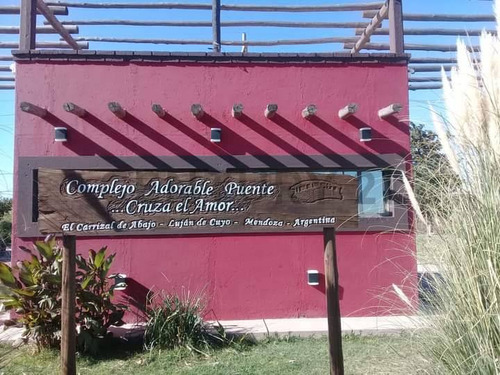 Complejo Adorable Puente
...Cruza el Amor...
El Carrizal de Abajo - Luján de Cuyo - Mendoza - Argentina